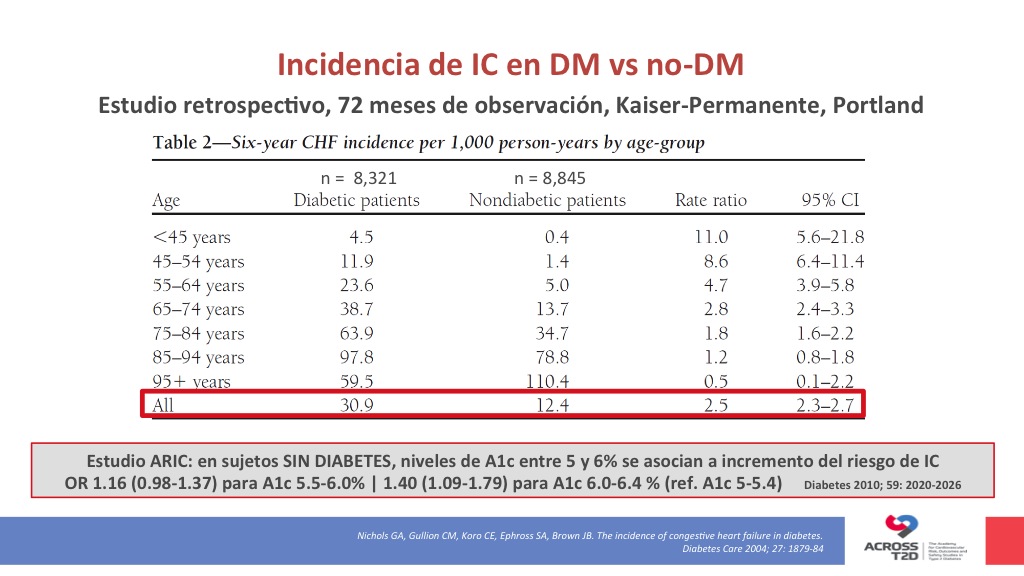 Incidencia de IC en DM vs no-DM
Estudio retrospectivo, 72 meses de observación, Kaiser-Permanente, Portland
Table 2—Six-year CHF incidence per 1,000 person-years by age-group
n = 8,321 n = 8,845
Age Diabetic patients Nondiabetic patients Rate ratio 95% CI
<45 years 4.5 0.4 11.0 5.6–21.8
45–54 years 11.9 1.4 8.6 6.4–11.4
55–64 years 23.6 5.0 4.7 3.9–5.8
65–74 years 38.7 13.7 2.8 2.4–3.3
75–84 years 63.9 34.7 1.8 1.6–2.2
85–94 years 97.8 78.8 1.2 0.8–1.8
95+ years 59.5 110.4 0.5 0.1–2.2
All 30.9 12.4 2.5 2.3–2.7
Estudio ARIC: en sujetos SIN DIABETES, niveles de A1c entre 5 y 6% se asocian a incremento del riesgo de IC
OR 1.16 (0.98-1.37) para A1c 5.5-6.0% | 1.40 (1.09-1.79) para A1c 6.0-6.4 % (ref. A1c 5-5.4) Diabetes 2010; 59: 2020-2026
Nichols GA, Gullion CM, Koro CE, Ephross SA, Brown JB. The incidence of congestive heart failure in diabetes.
Diabetes Care 2004; 27: 1879-84
ACROSS
T2D
The Academy
for Cardiovascular
Risk, Outcomes and
Safety Studies in
Type 2 Diabetes